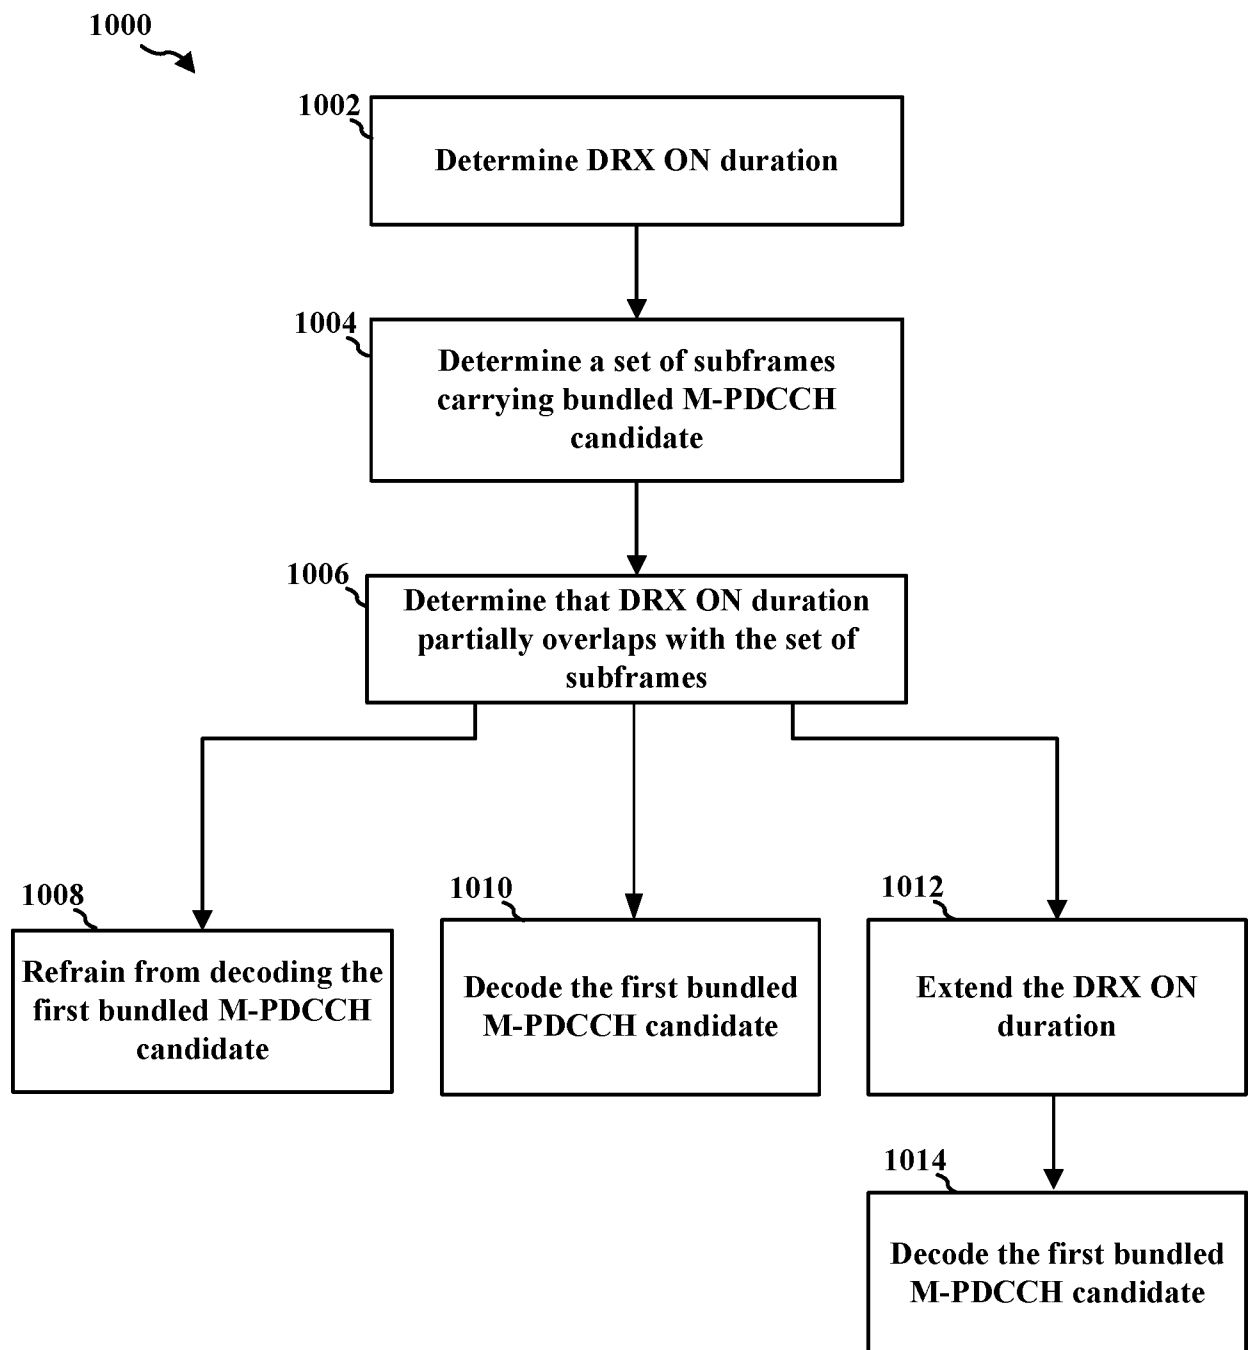 1000
1002
Determine DRX ON duration
1004
Determine a set of subframes
carrying bundled M-PDCCH
candidate
1006
Determine that DRX ON duration
partially overlaps with the set of
subframes
1008
Refrain from decoding the
first bundled M-PDCCH
candidate
1010
Decode the first bundled
M-PDCCH candidate
1012
Extend the DRX ON
duration
1014
Decode the first bundled
M-PDCCH candidate